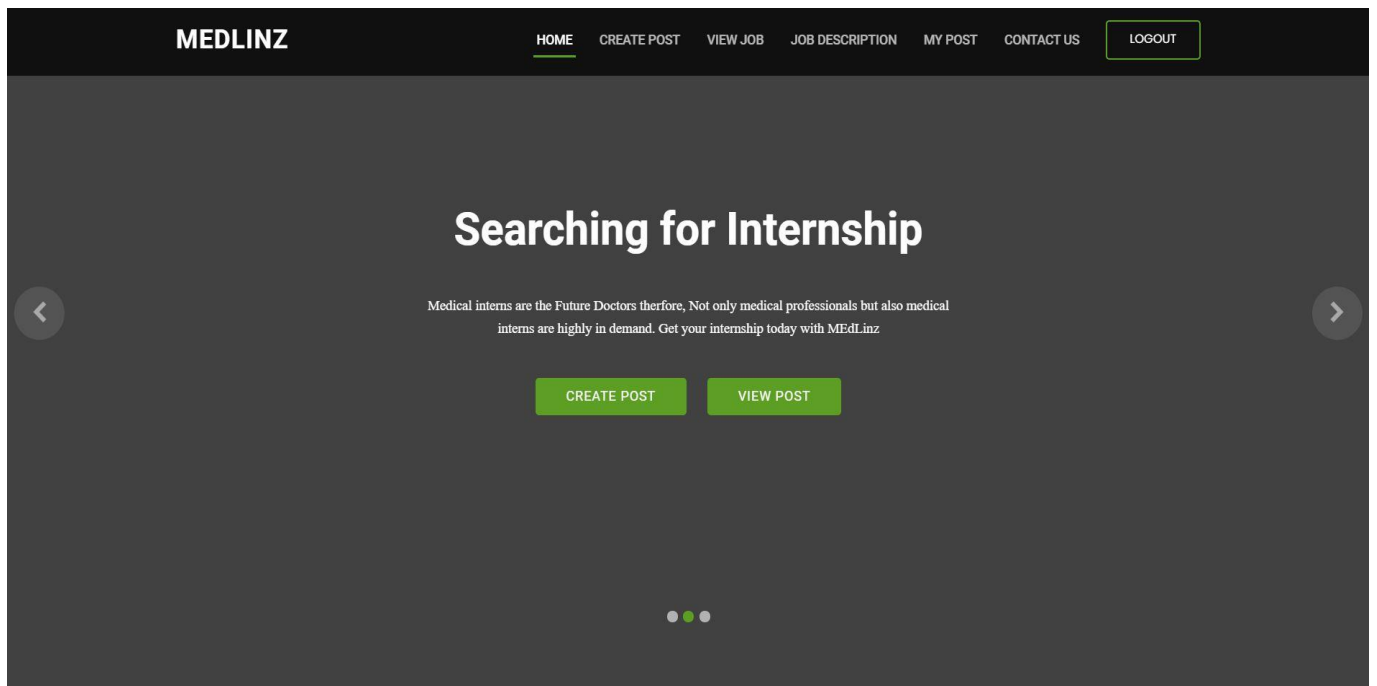 MEDLINZ
HOME CREATE POST VIEW JOB JOB DESCRIPTION MY POST CONTACT US LOGOUT
Searching for Internship
Medical interns are the Future Doctors therfore, Not only medical professionals but also medical
interns are highly in demand. Get your internship today with MEdLinz
CREATE POST VIEW POST